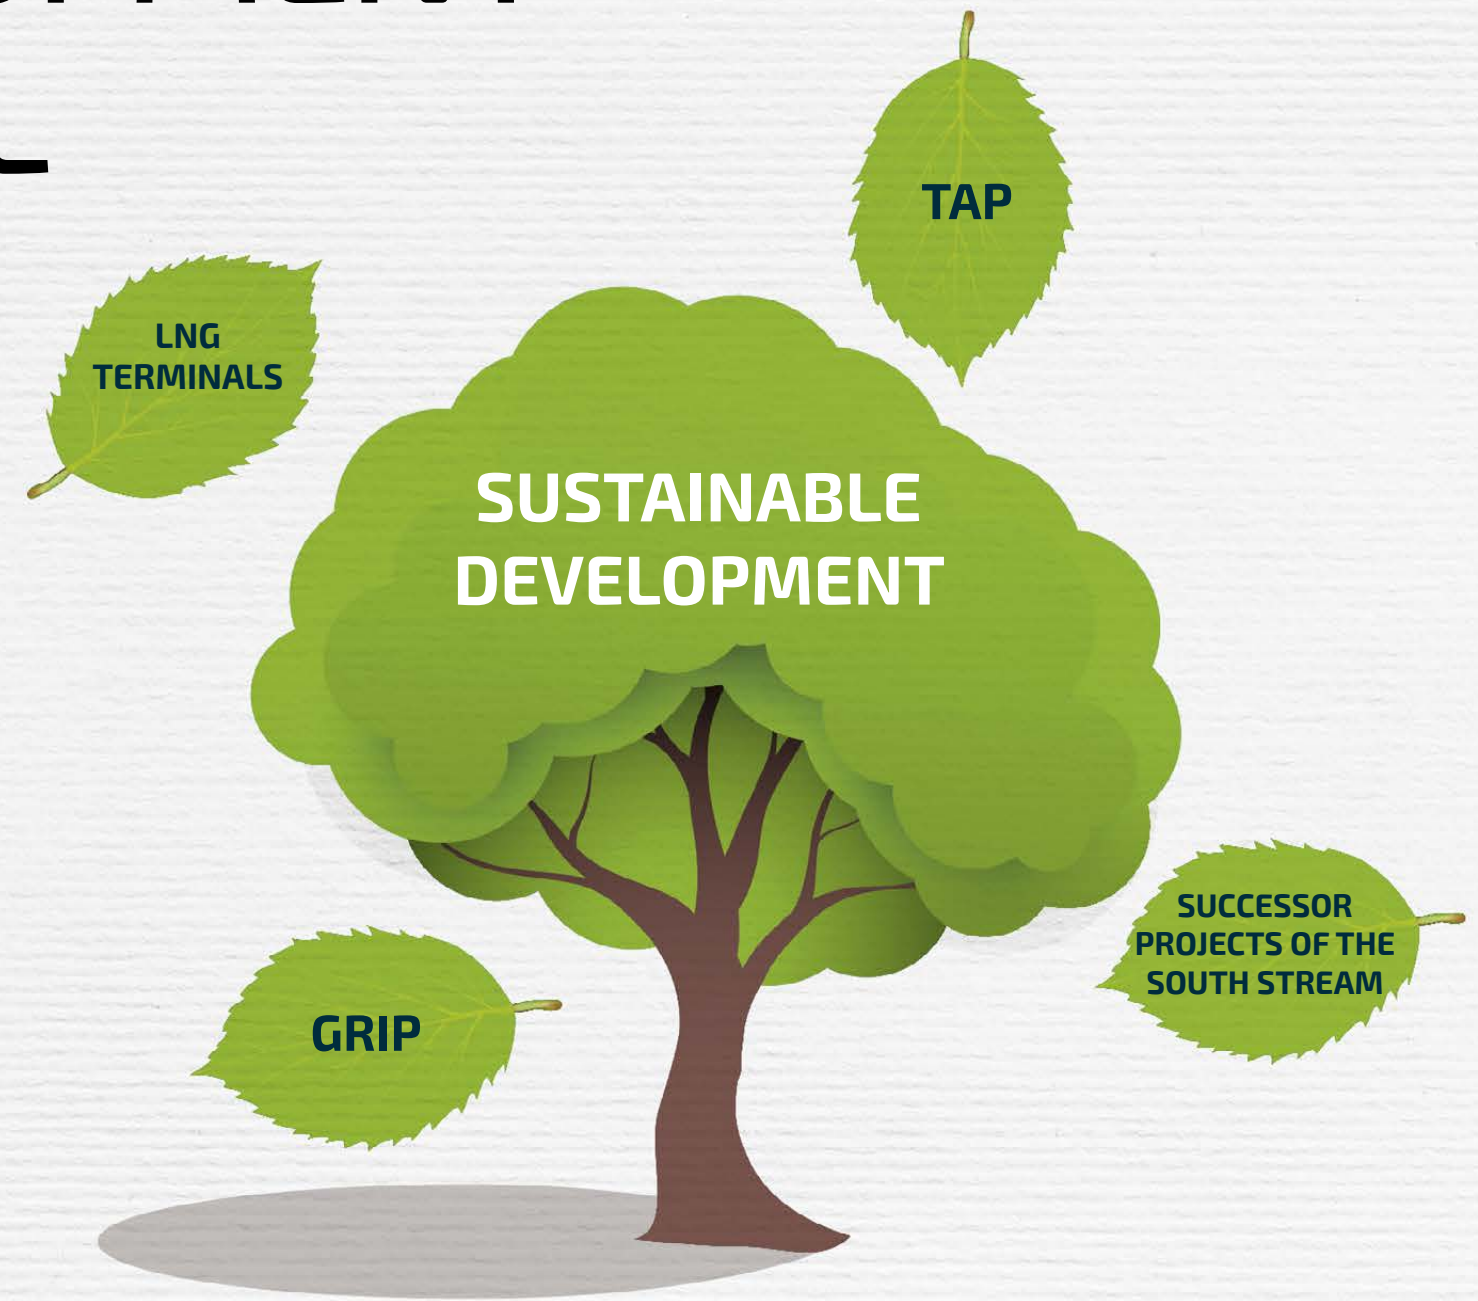 TAP
LNG
TERMINALS
SUSTAINABLE
DEVELOPMENT
SUCCESSOR
PROJECTS OF THE
SOUTH STREAM
GRIP